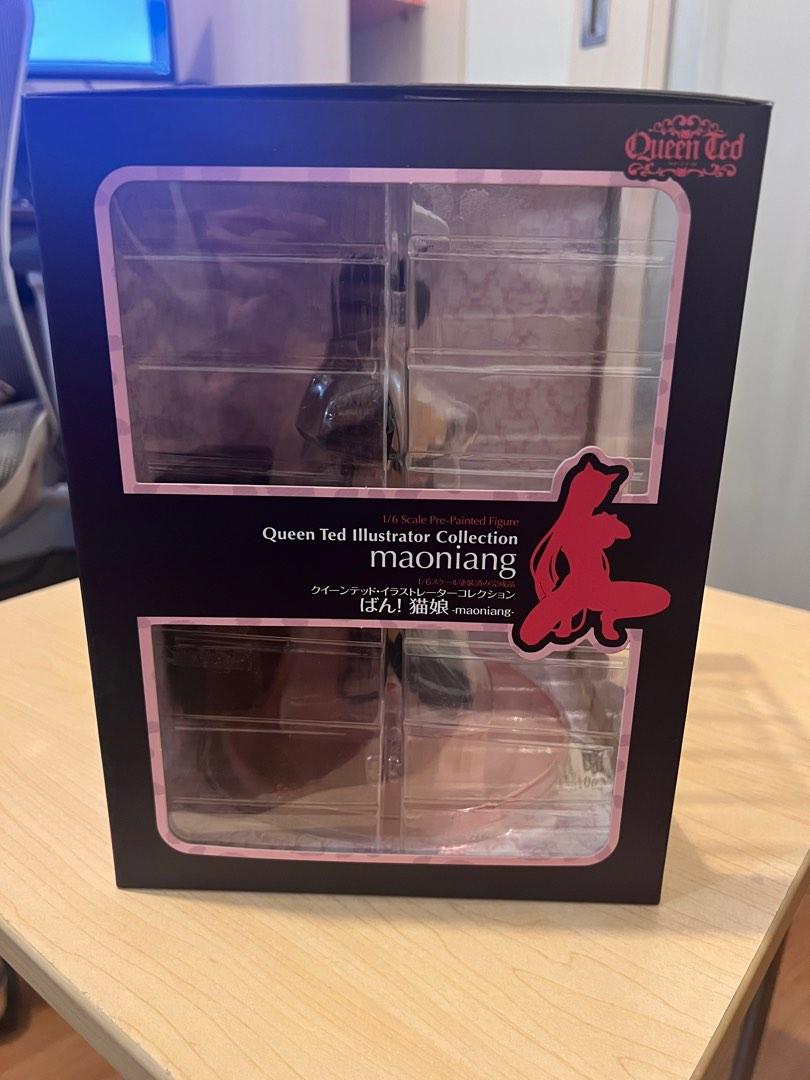 Queen Ted
1/6 Scale Pre-Painted Figure
Queen Ted Illustrator Collection
maoniang
1/6スケール塗装済み完成品
クイーンテッド・イラストレーターコレクション
ばん! 猫娘 -maoniang-